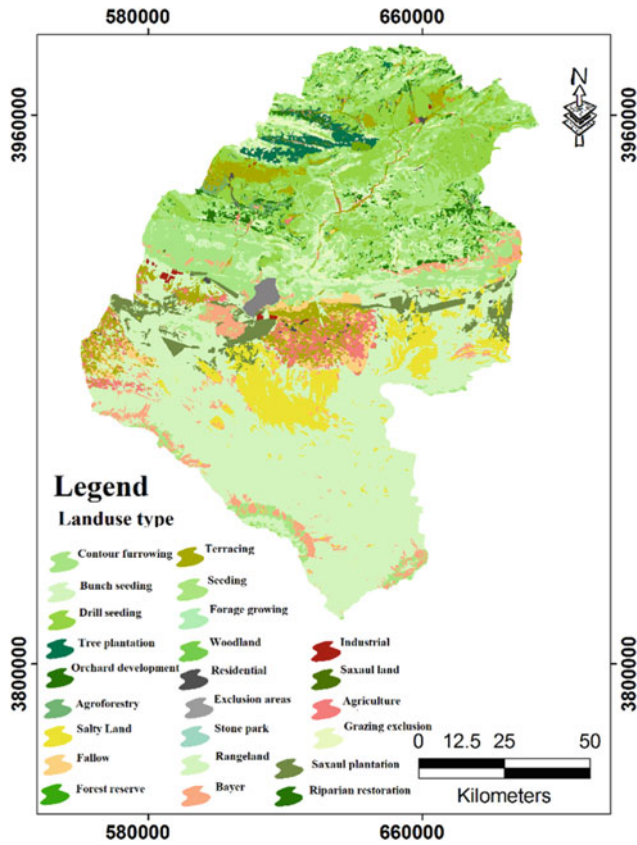 580000 660000
N
3960000 3960000
Legend
Landuse type
Contour furrowing Terracing
Bunch seeding Seeding
Drill seeding Forage growing
Tree plantation Woodland Industrial
Orchard development Residential Saxaul land
Agroforestry Exclusion areas Agriculture
Salty Land Stone park Grazing exclusion
Fallow Rangeland Saxaul plantation
Forest reserve Bayer Riparian restoration
3800000 3800000
0 12.5 25 50
Kilometers
580000 660000